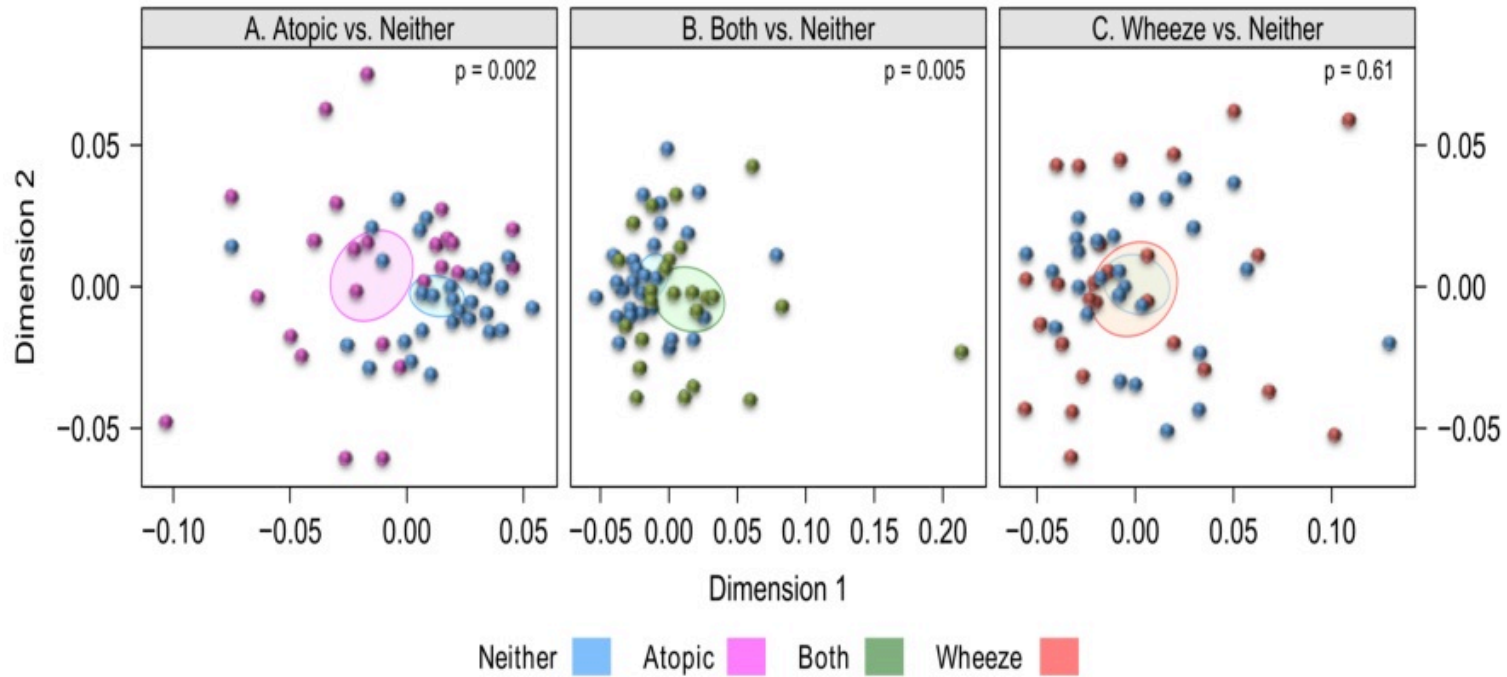 A. Atopic vs. Neither
B. Both vs. Neither
C. Wheeze vs. Neither
p = 0.002
p = 0.005
p = 0.61
0.05
0.00
−0.05
0.05
0.00
−0.05
Dimension 2
−0.10 −0.05 0.00 0.05
−0.05 0.00 0.05 0.10 0.15 0.20
−0.05 0.00 0.05 0.10
Dimension 1
Neither Atopic Both Wheeze